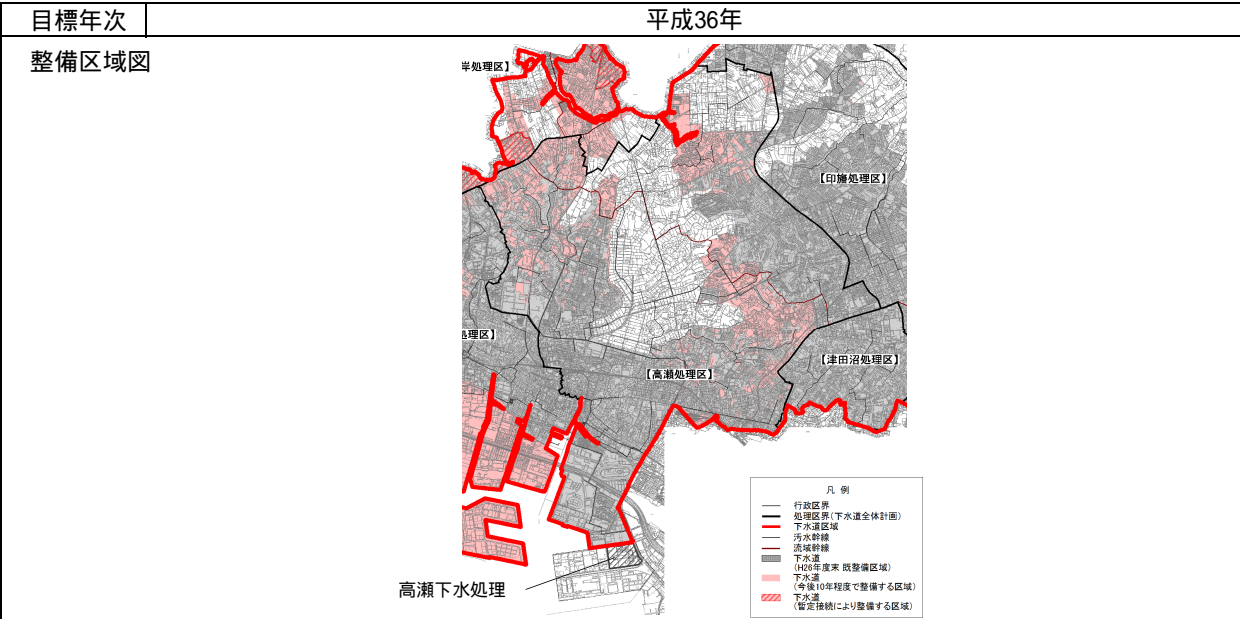 目標年次
平成36年
整備区域図
岸処理区】
【印旛処理区】
処理区】
【津田沼処理区】
【高瀬処理区】
高瀬下水処理
凡 例
行政区界
処理区界(下水道全体計画)
下水道区域
汚水幹線
流域幹線
下水道
(H26年度末 既整備区域)
下水道
(今後10年程度で整備する区域)
下水道
(暫定接続により整備する区域)